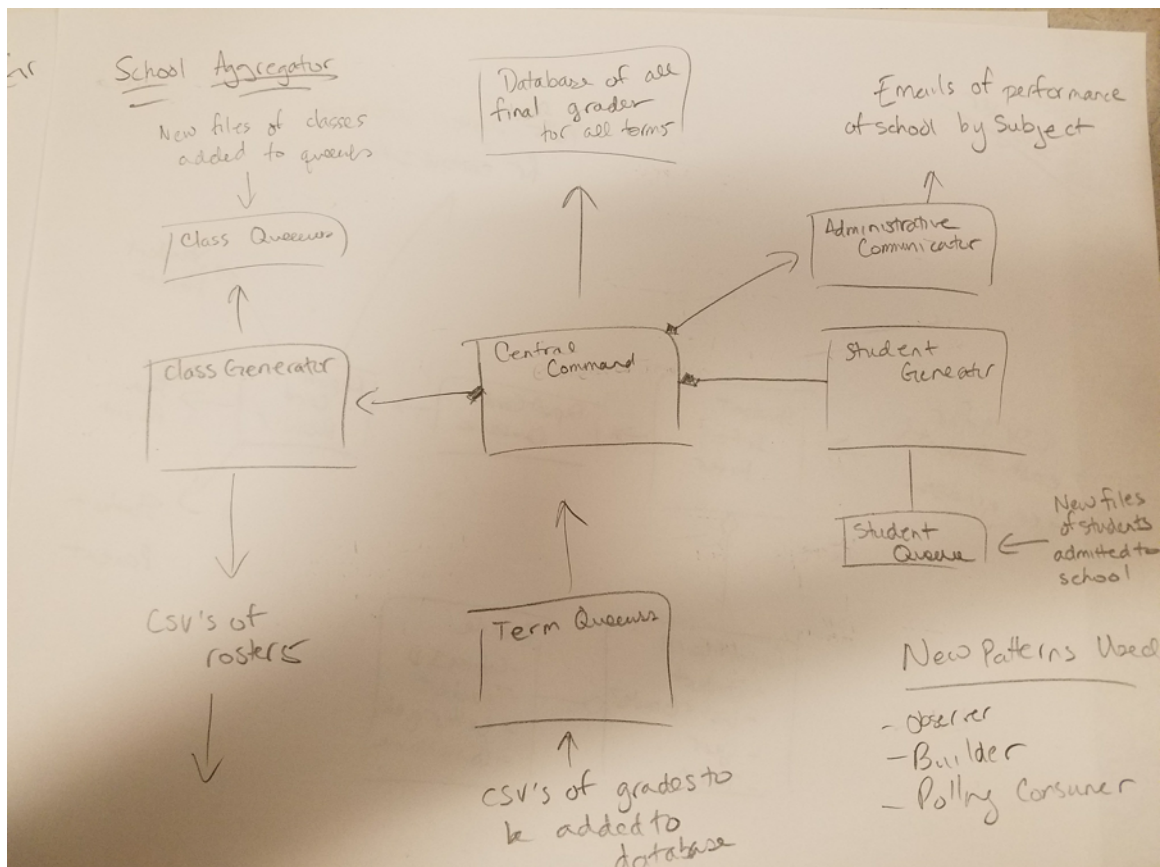 School Aggregator
New files of classes
added to queues
Class Queues
Class Generator
CSV's of
rosters
Database of all
final grades
for all terms
Central
Command
Term Queues
CSV's of grades to
be added to
database
Emails of performance
of school by Subject
Administrative
Communicator
Student
Geneator
Student
Queue
New files
of students
admitted to
school
New Patterns Used
- Observer
- Builder
- Polling Consumer